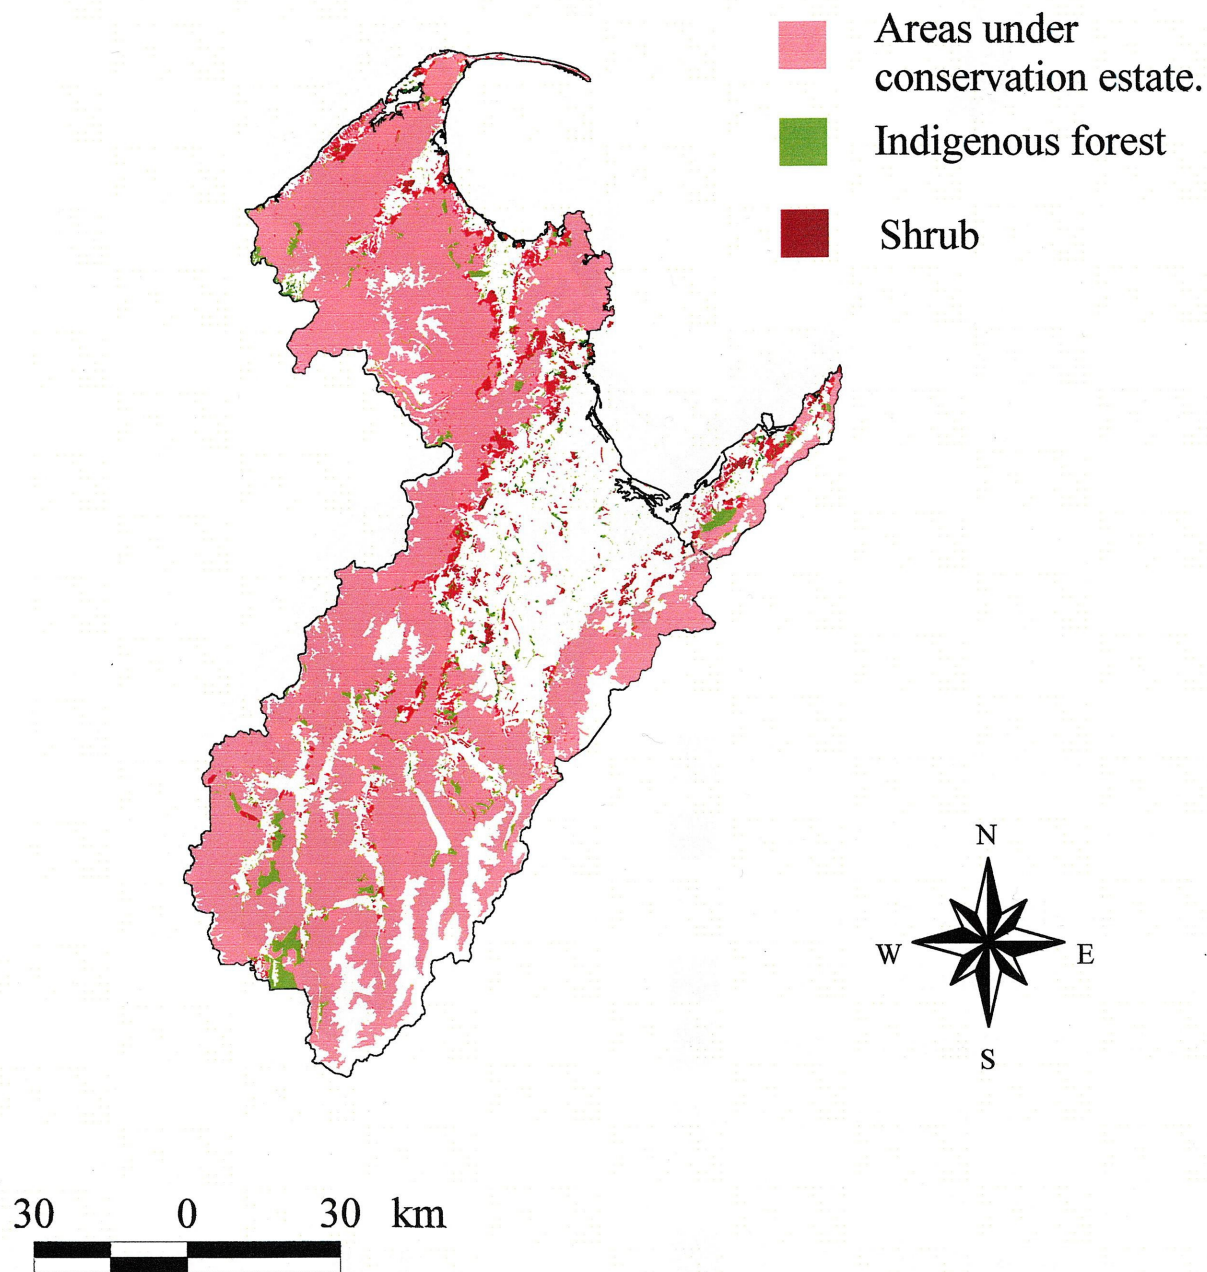 Areas under
conservation estate.
Indigenous forest
Shrub
N
W
E
S
30 0 30 km